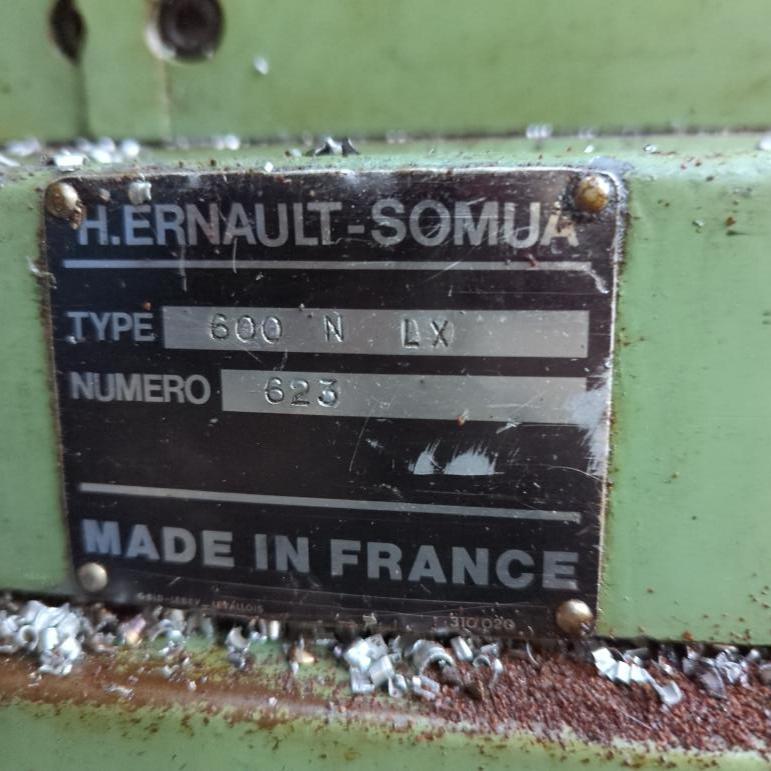 H.ERNAULT-SOMUA
TYPE 600 N LX
NUMERO 623
MADE IN FRANCE
310 020